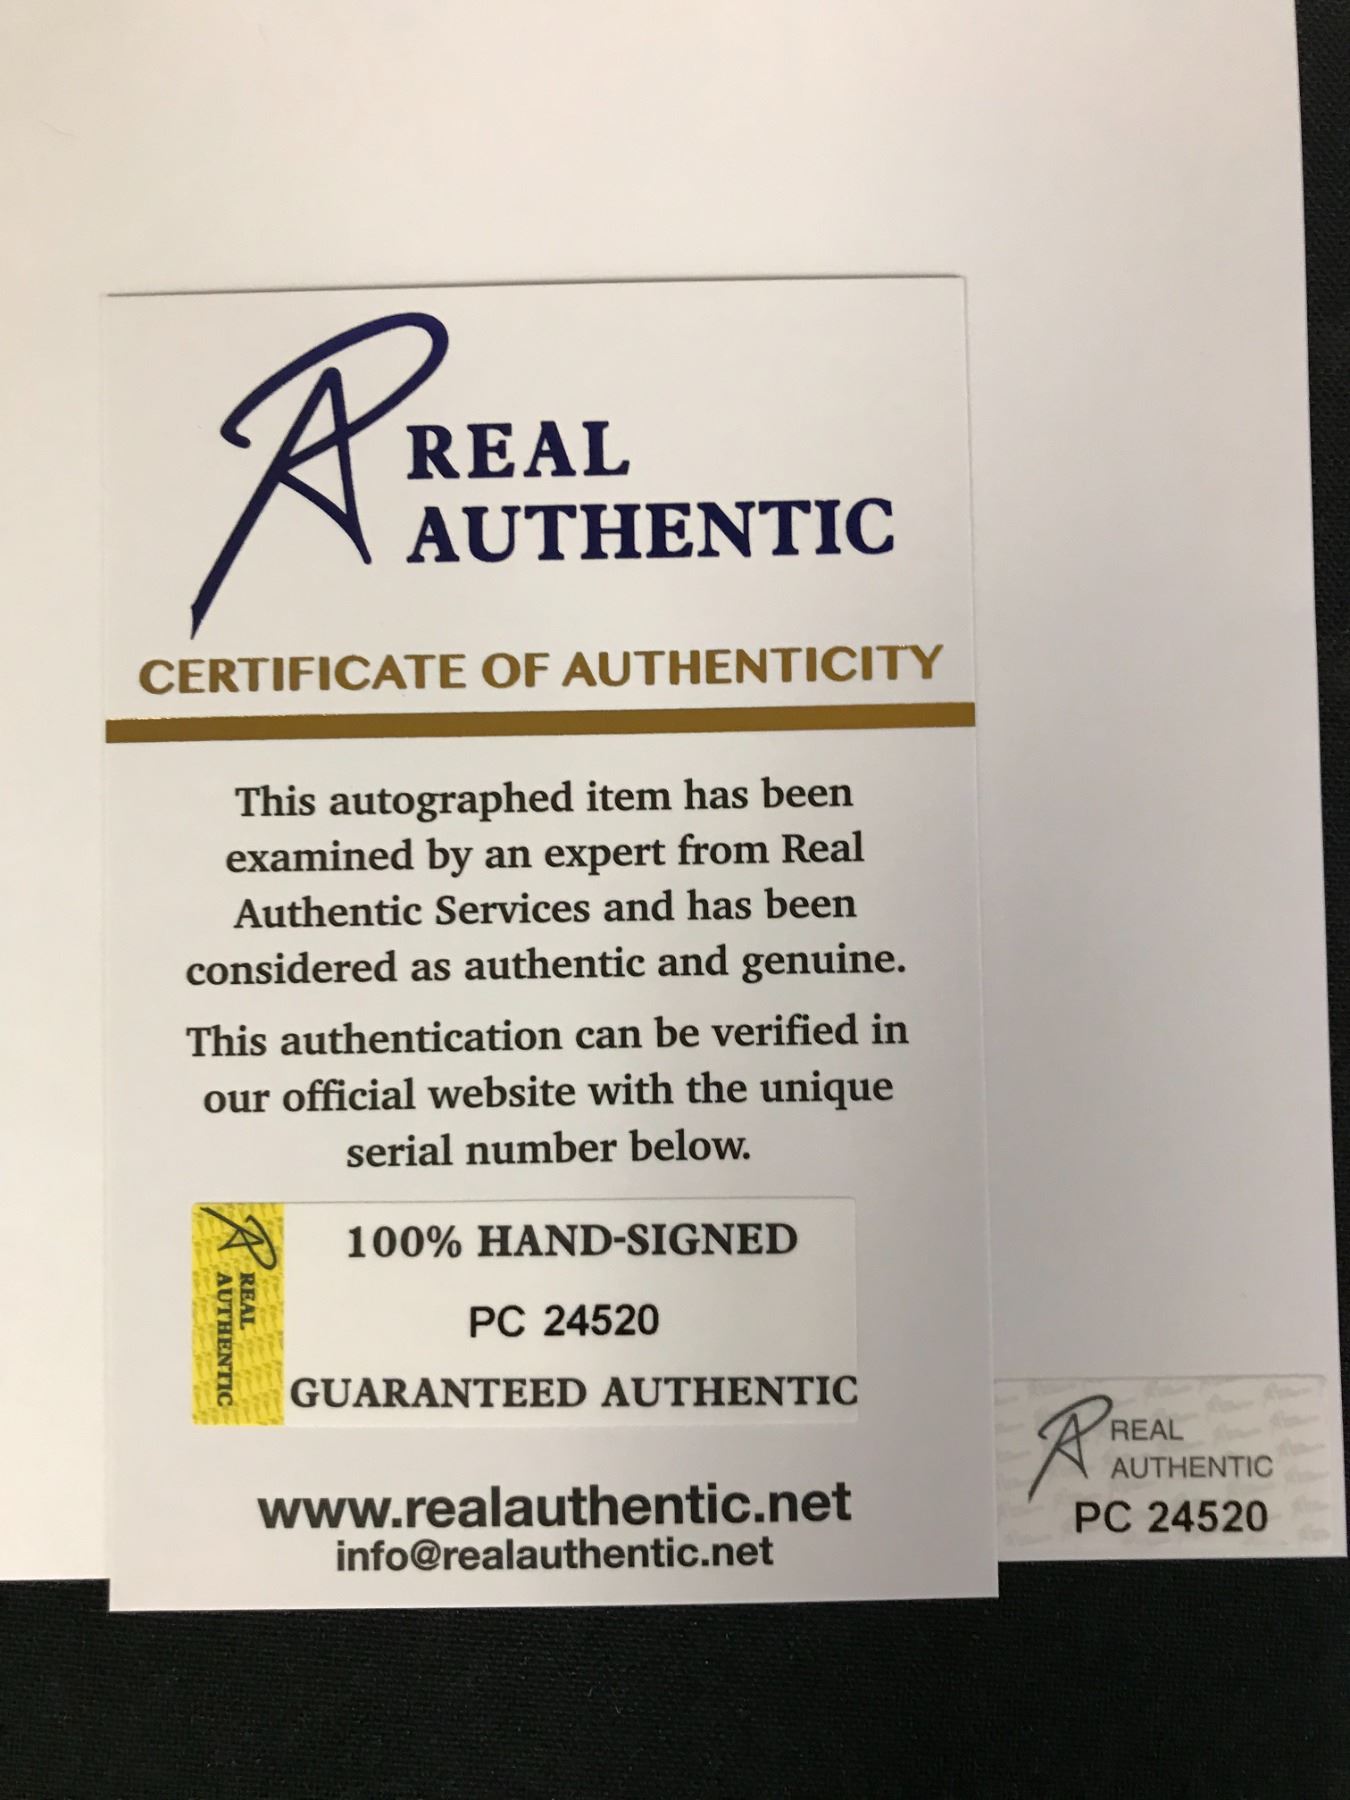 REAL
AUTHENTIC
CERTIFICATE OF AUTHENTICITY
This autographed item has been
examined by an expert from Real
Authentic Services and has been
considered as authentic and genuine.
This authentication can be verified in
our official website with the unique
serial number below.
REAL
AUTHENTIC
100% HAND-SIGNED
PC 24520
GUARANTEED AUTHENTIC
www.realauthentic.net
info@realauthentic.net
REAL
AUTHENTIC
PC 24520